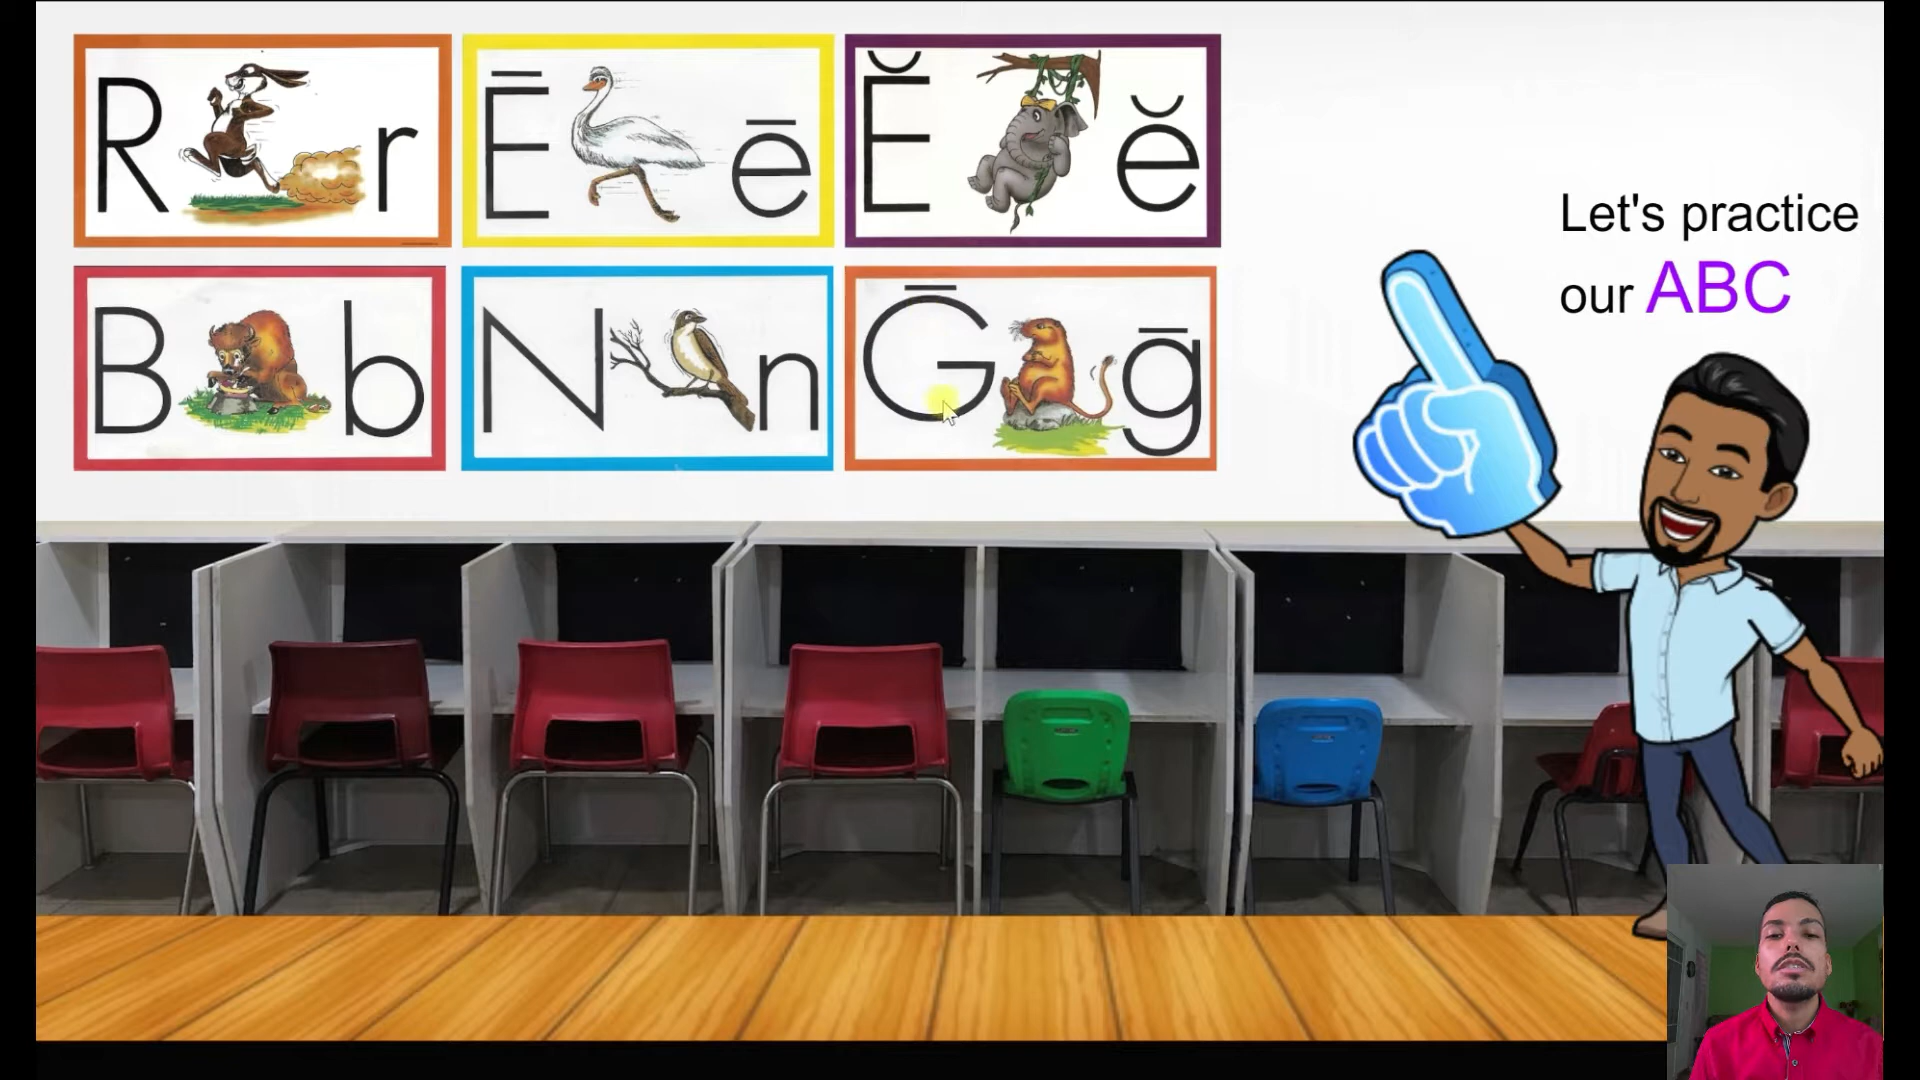 R r
Ē ē
Ĕ ĕ
B b
N n
Ḡ ḡ
Let's practice
our ABC